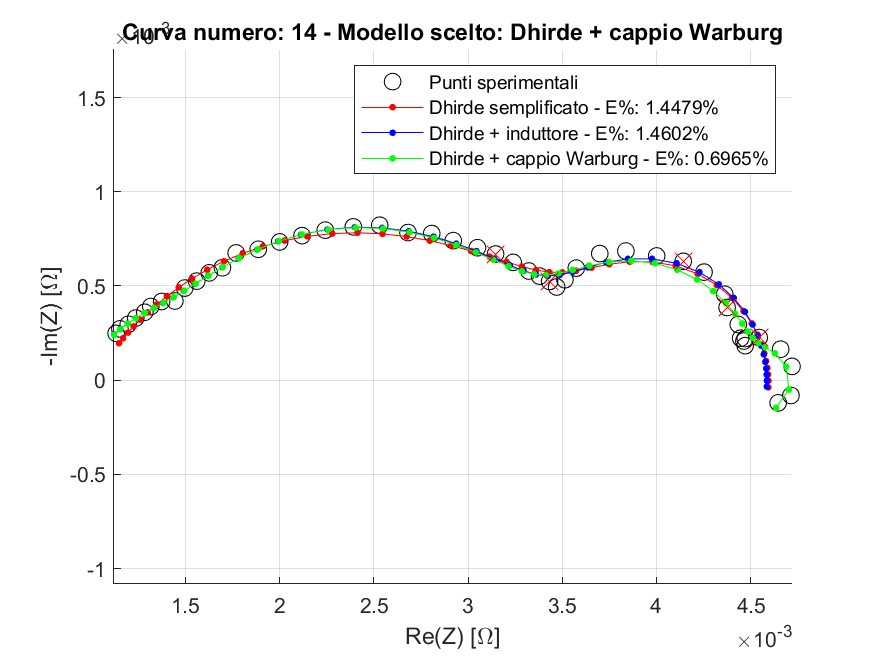 Curva numero: 14 - Modello scelto: Dhirde + cappio Warburg
×10⁻³
Punti sperimentali
Dhirde semplificato - E%: 1.4479%
Dhirde + induttore - E%: 1.4602%
Dhirde + cappio Warburg - E%: 0.6965%
1.5
1
0.5
0
-0.5
-1
-Im(Z) [Ω]
1.5 2 2.5 3 3.5 4 4.5
Re(Z) [Ω]
×10⁻³